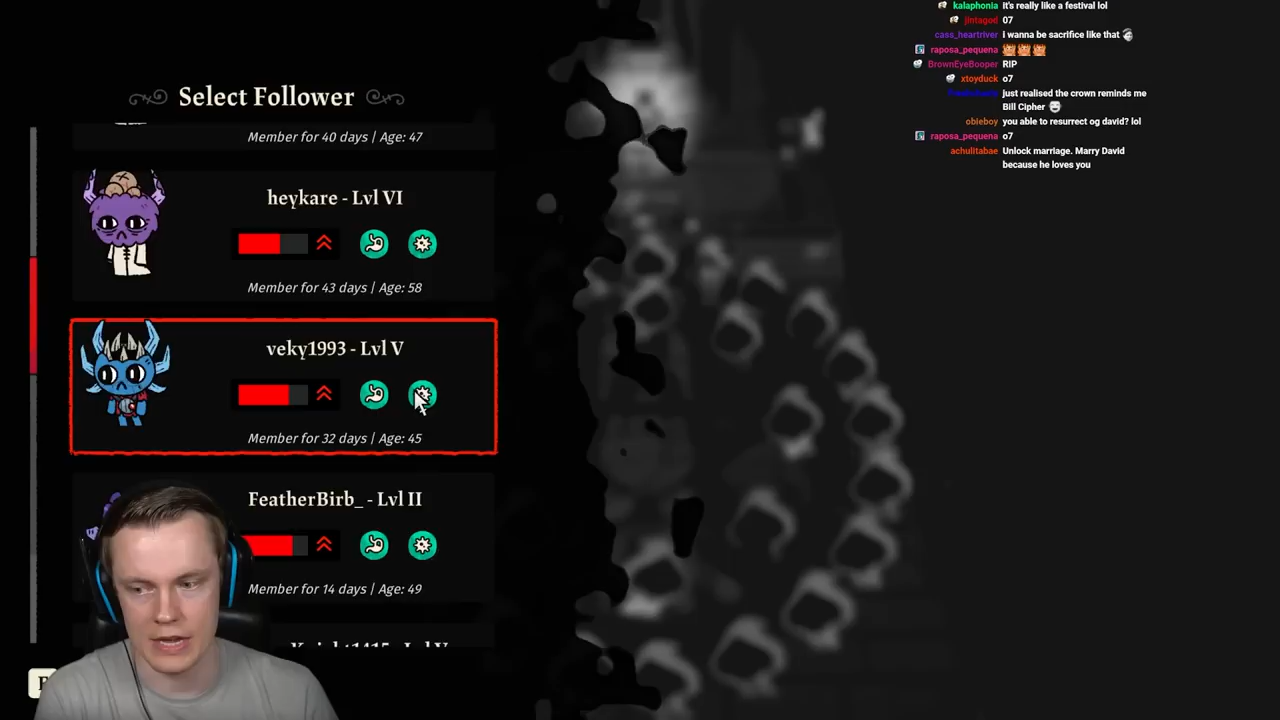 Select Follower
Member for 40 days | Age: 47
heykare - Lvl VI
Member for 43 days | Age: 58
veky1993 - Lvl V
Member for 32 days | Age: 45
FeatherBirb_ - Lvl II
Member for 14 days | Age: 49
kalaphonia it's really like a festival lol
jintagod 07
cass_heartriver i wanna be sacrifice like that
raposa_pequena
BrownEyeBooper RIP
xtoyduck o7
just realised the crown reminds me
Bill Cipher
obieboy you able to resurrect og david? lol
raposa_pequena o7
achulitabae Unlock marriage. Marry David
because he loves you